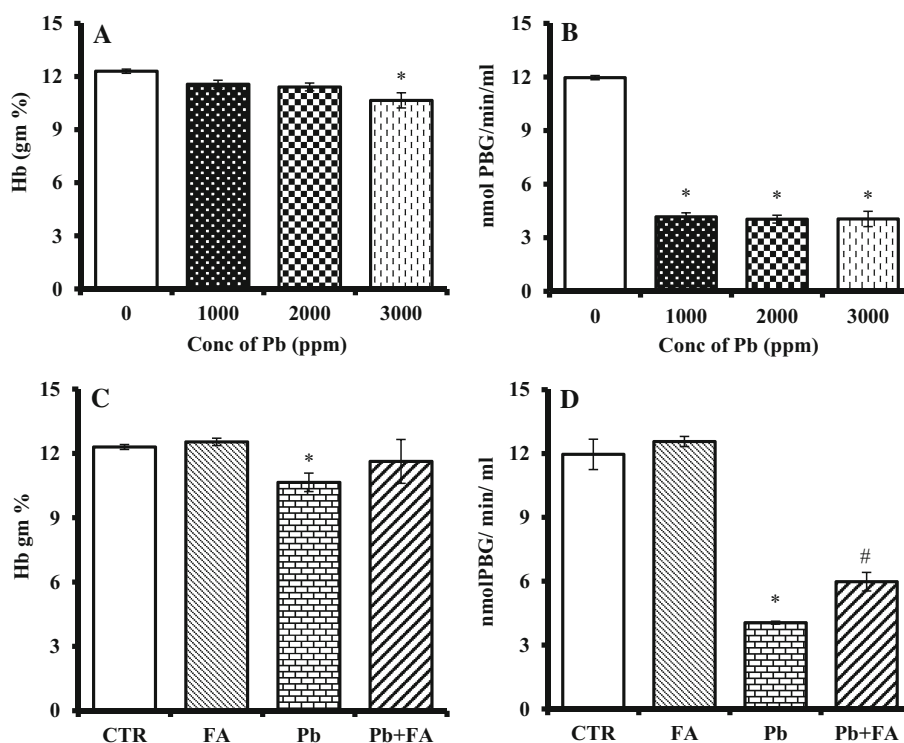 A
Hb (gm %)
15
12
9
6
3
0
*
0 1000 2000 3000
Conc of Pb (ppm)
B
nmol PBG/min/ml
15
12
9
6
3
0
* * *
0 1000 2000 3000
Conc of Pb (ppm)
C
Hb gm %
15
12
9
6
3
0
*
CTR FA Pb Pb+FA
D
nmolPBG/ min/ ml
15
12
9
6
3
0
* #
CTR FA Pb Pb+FA